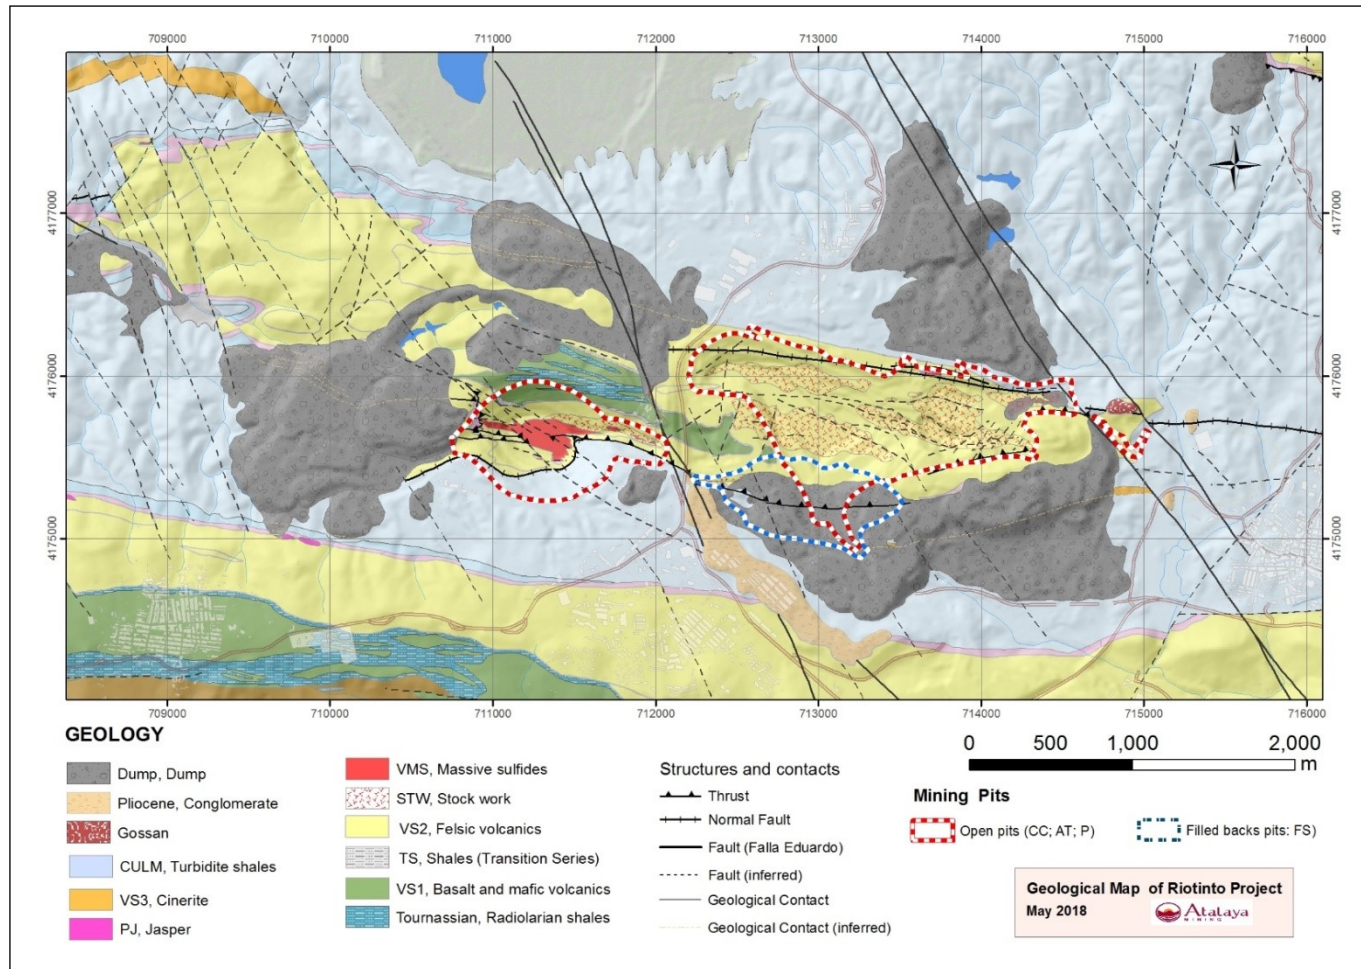 709000 710000 711000 712000 713000 714000 715000 716000
N
4177000 4177000
4176000 4176000
4175000 4175000
709000 710000 711000 712000 713000 714000 715000 716000
GEOLOGY
Dump, Dump
Pliocene, Conglomerate
Gossan
CULM, Turbidite shales
VS3, Cinerite
PJ, Jasper
VMS, Massive sulfides
STW, Stock work
VS2, Felsic volcanics
TS, Shales (Transition Series)
VS1, Basalt and mafic volcanics
Tournassian, Radiolarian shales
Structures and contacts
Thrust
Normal Fault
Fault (Falla Eduardo)
Fault (inferred)
Geological Contact
Geological Contact (inferred)
0 500 1,000 2,000
m
Mining Pits
Open pits (CC; AT; P)
Filled backs pits: FS)
Geological Map of Riotinto Project
May 2018
Atalaya
MINING